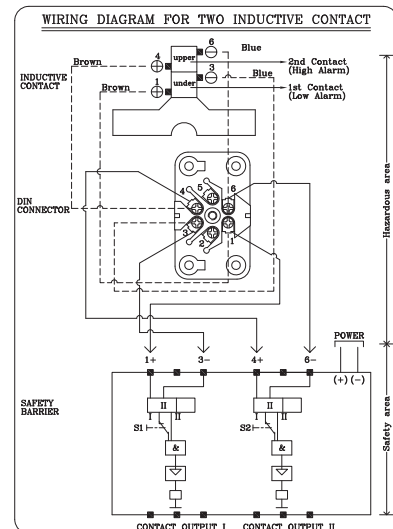 WIRING DIAGRAM FOR TWO INDUCTIVE CONTACT
6
Blue
4
upper
2nd Contact
(High Alarm)
Brown
3
Blue
INDUCTIVE
CONTACT
Brown
1
under
1st Contact
(Low Alarm)
Hazardous area
5
4
6
DIN
CONNECTOR
3
2
1
POWER
1+
3-
4+
6-
(+) (-)
SAFETY
BARRIER
II
II
I
II
I
II
S1
S2
&
&
Safety area
CONTACT OUTPUT I
CONTACT OUTPUT II